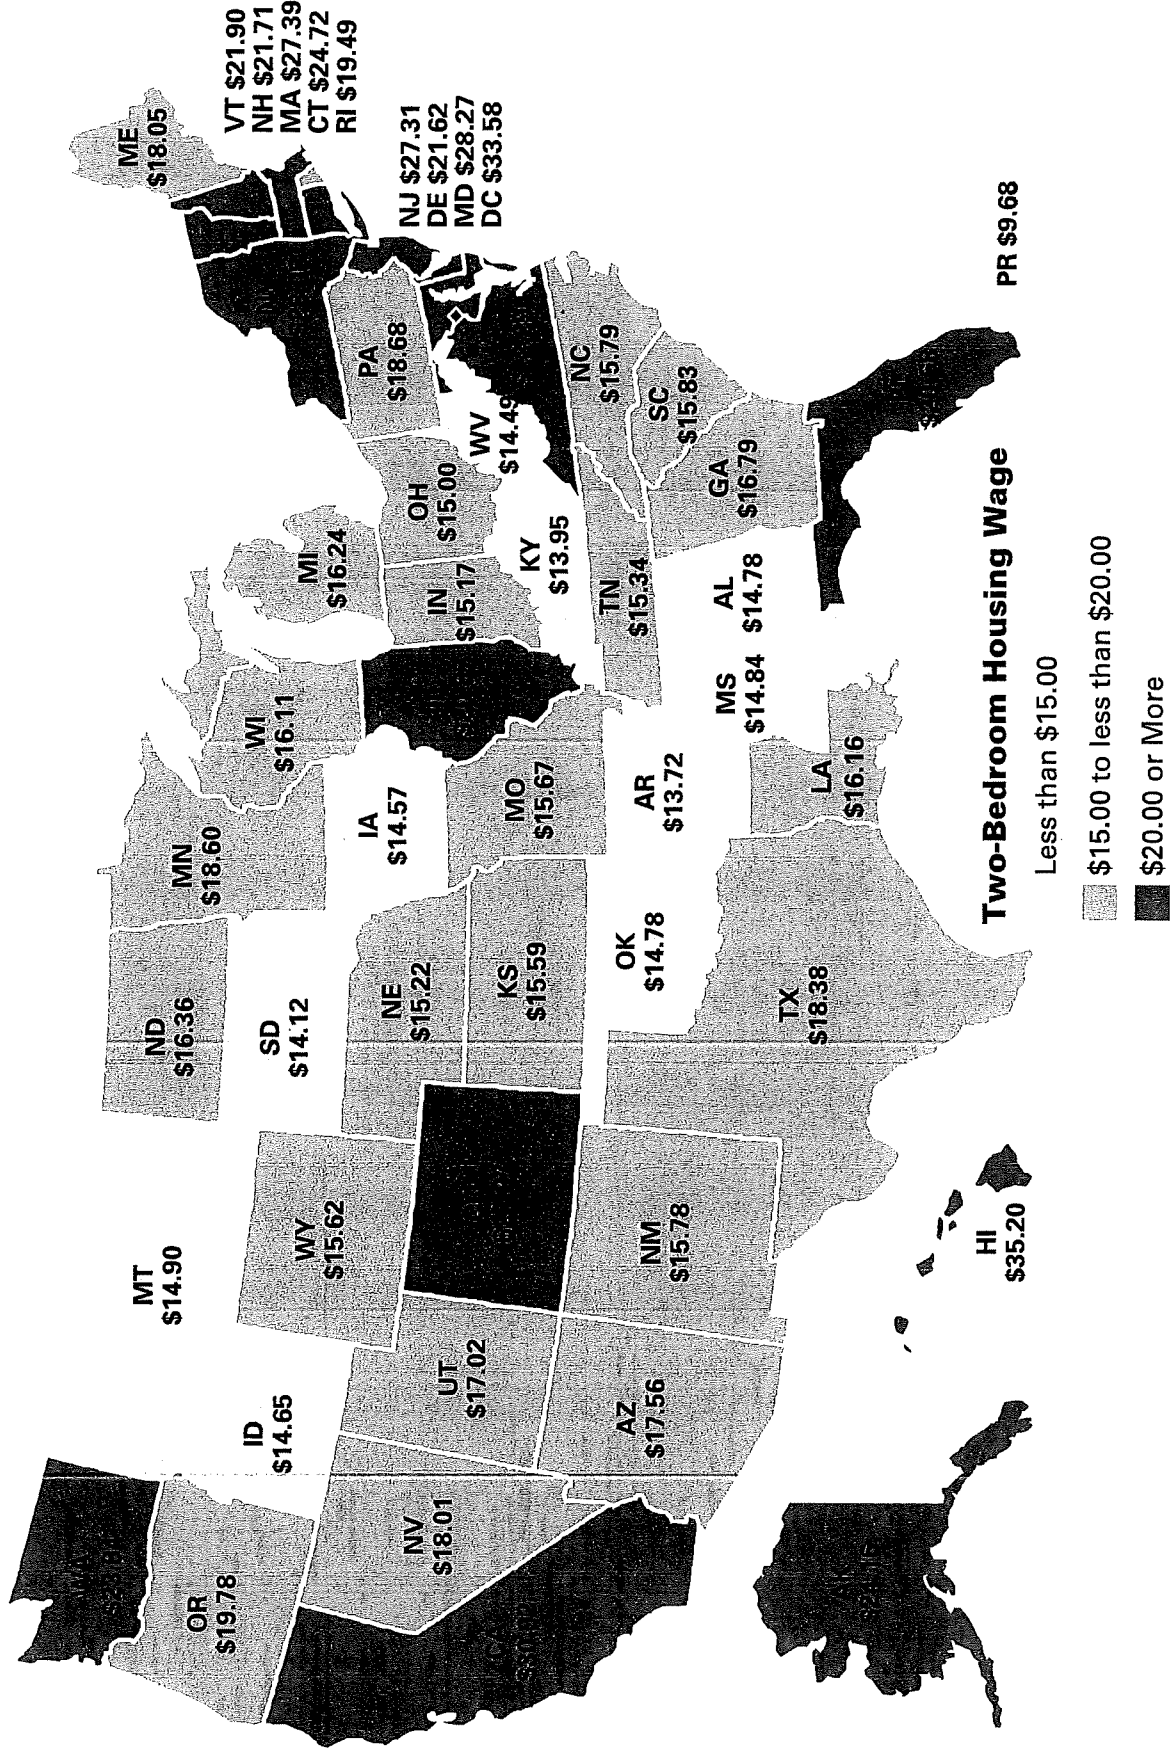 VT $21.90
NH $21.71
MA $27.39
CT $24.72
RI $19.49
ME
$18.05
NJ $27.31
DE $21.62
MD $28.27
DC $33.58
PR $9.68
WA
OR
$19.78
CA
NV
$18.01
ID
$14.65
MT
$14.90
WY
$15.62
UT
$17.02
AZ
$17.56
NM
$15.78
ND
$16.36
SD
$14.12
NE
$15.22
KS
$15.59
OK
$14.78
TX
$18.38
MN
$18.60
IA
$14.57
MO
$15.67
AR
$13.72
LA
$16.16
WI
$16.11
MI
$16.24
IN
$15.17
OH
$15.00
KY
$13.95
TN
$15.34
MS
$14.84
AL
$14.78
GA
$16.79
SC
$15.83
NC
$15.79
WV
$14.49
PA
$18.68
AK
HI
$35.20
Two-Bedroom Housing Wage
Less than $15.00
$15.00 to less than $20.00
$20.00 or More